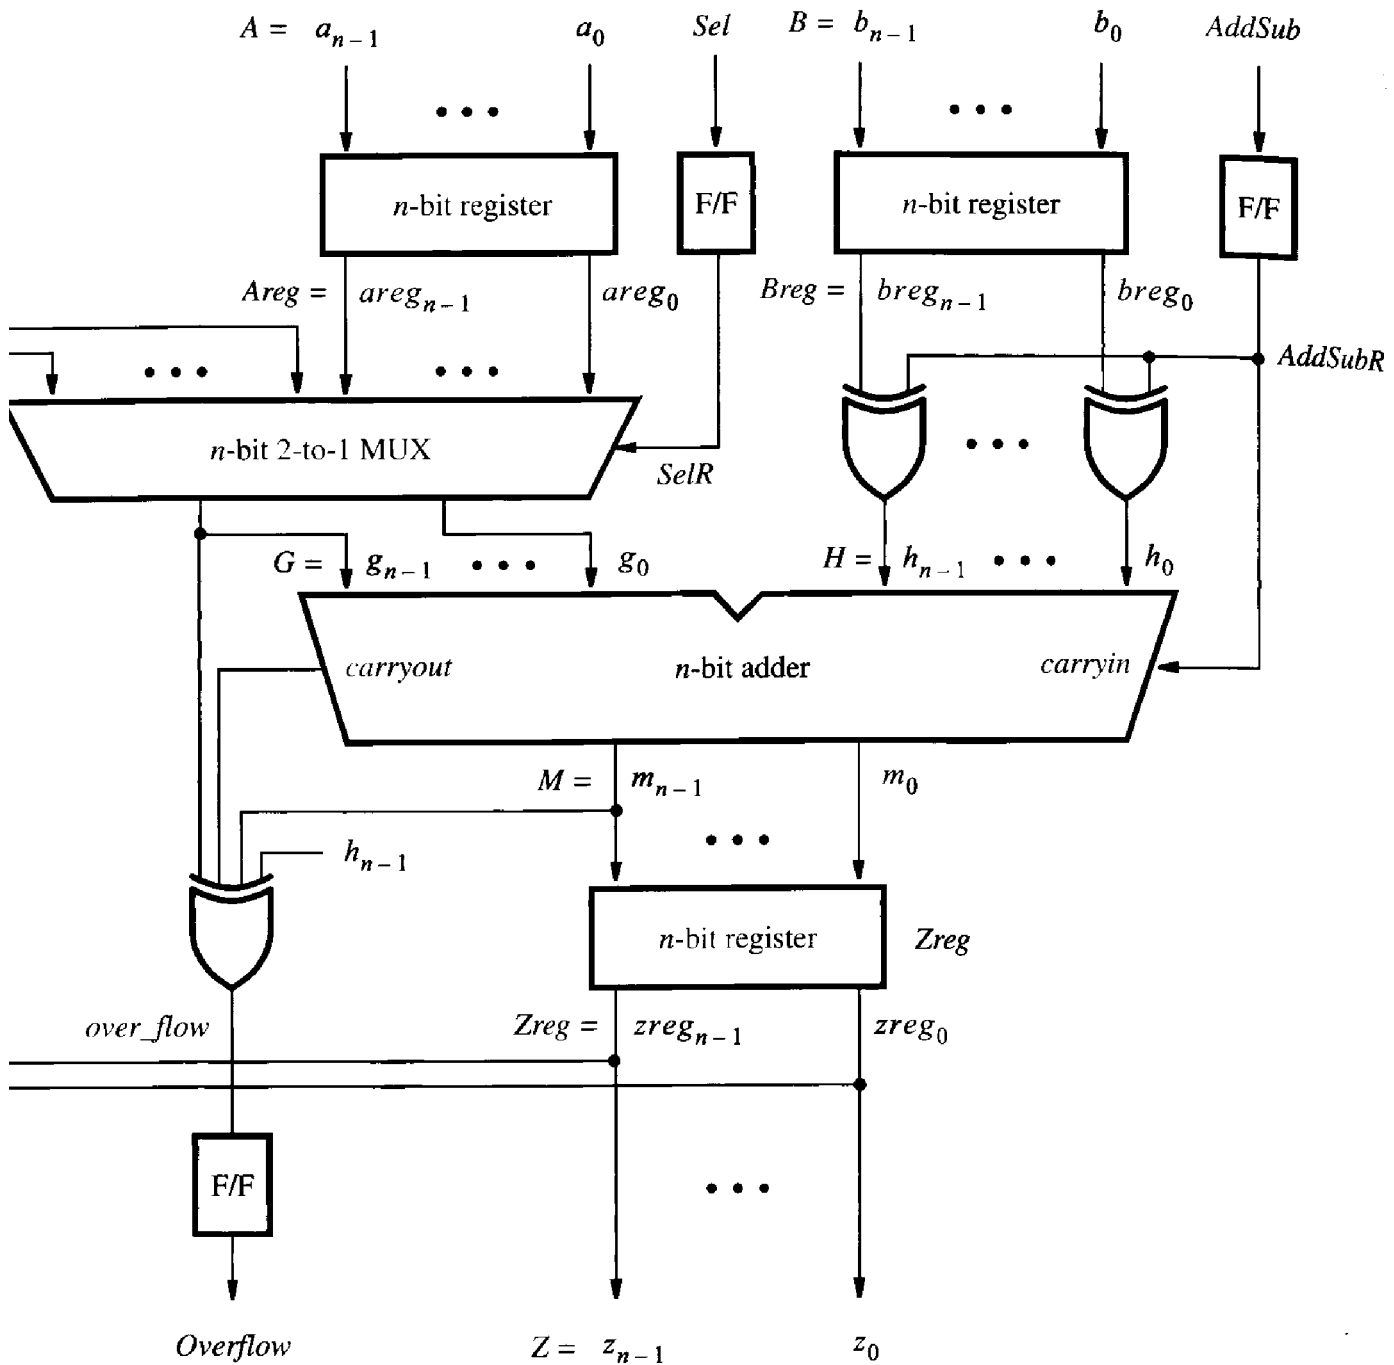 A = a_{n-1} a_0 Sel B = b_{n-1} b_0 AddSub
n-bit register F/F n-bit register F/F
Areg = areg_{n-1} areg_0 Breg = breg_{n-1} breg_0
AddSubR
n-bit 2-to-1 MUX
SelR
G = g_{n-1} g_0 H = h_{n-1} h_0
carryout n-bit adder carryin
M = m_{n-1} m_0
h_{n-1}
n-bit register Zreg
over_flow Zreg = zreg_{n-1} zreg_0
F/F
Overflow Z = z_{n-1} z_0